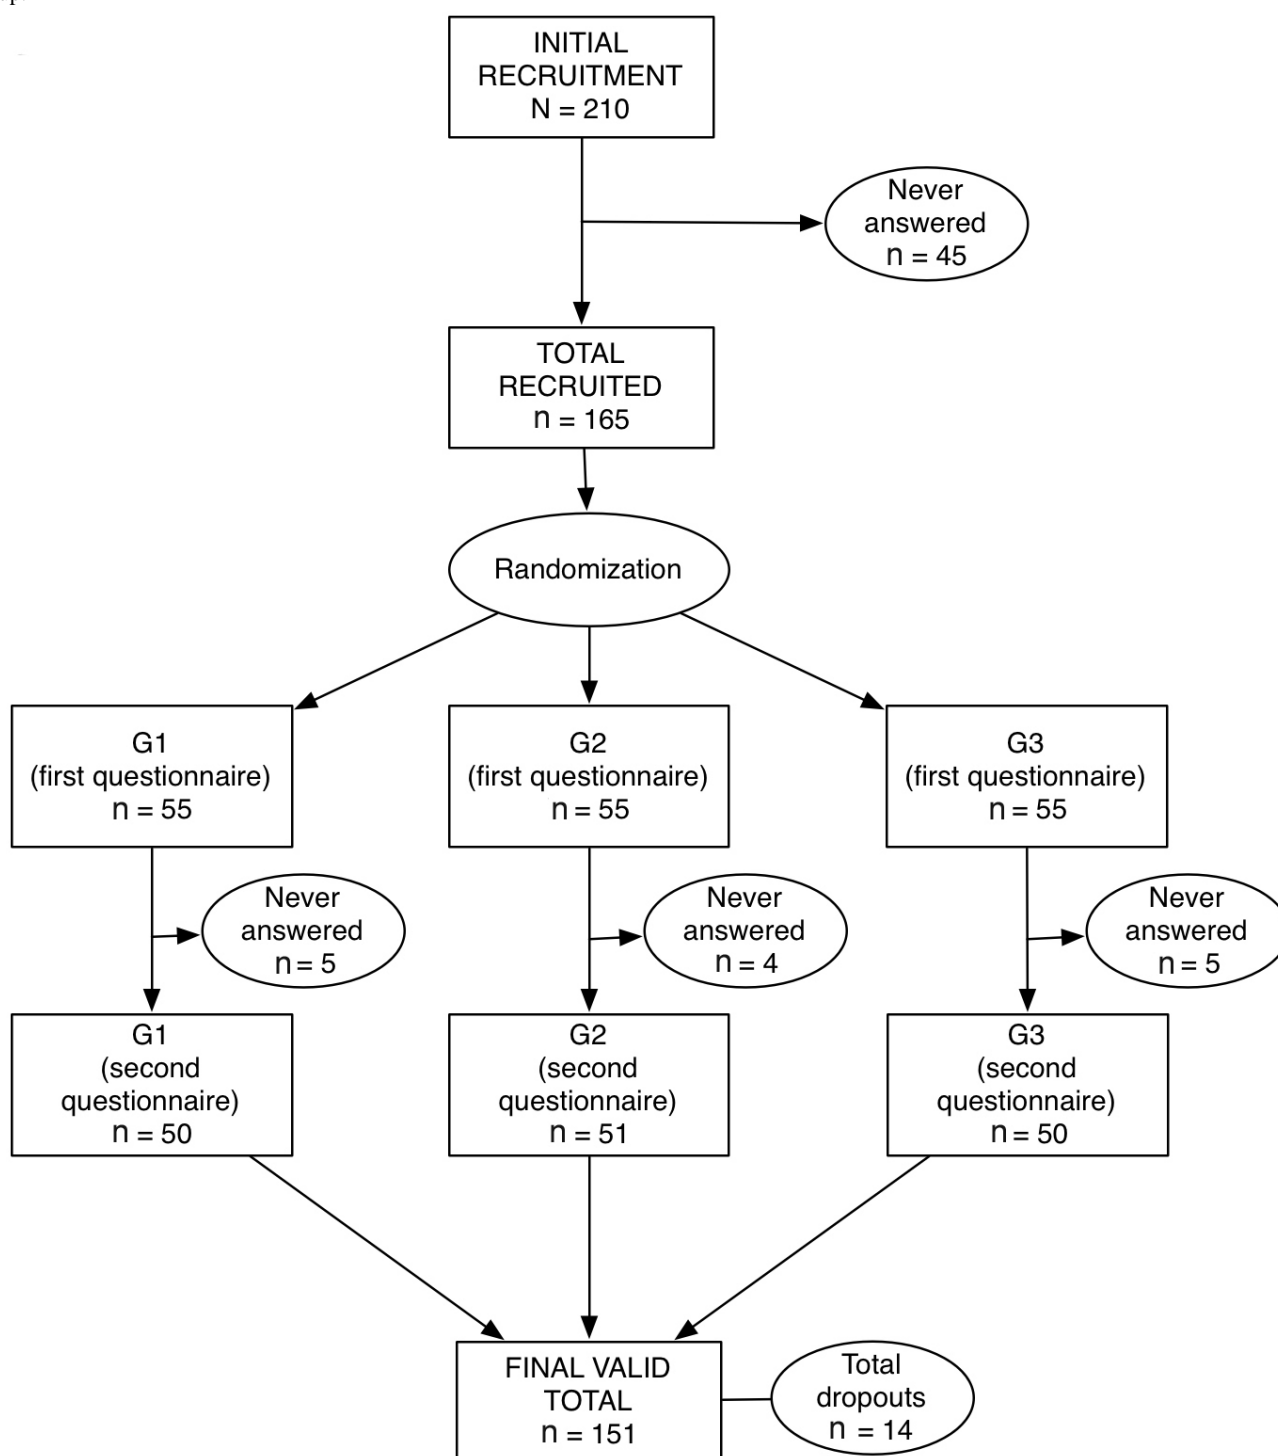 INITIAL
RECRUITMENT
N = 210
Never
answered
n = 45
TOTAL
RECRUITED
n = 165
Randomization
G1
(first questionnaire)
n = 55
G2
(first questionnaire)
n = 55
G3
(first questionnaire)
n = 55
Never
answered
n = 5
Never
answered
n = 4
Never
answered
n = 5
G1
(second
questionnaire)
n = 50
G2
(second
questionnaire)
n = 51
G3
(second
questionnaire)
n = 50
FINAL VALID
TOTAL
n = 151
Total
dropouts
n = 14